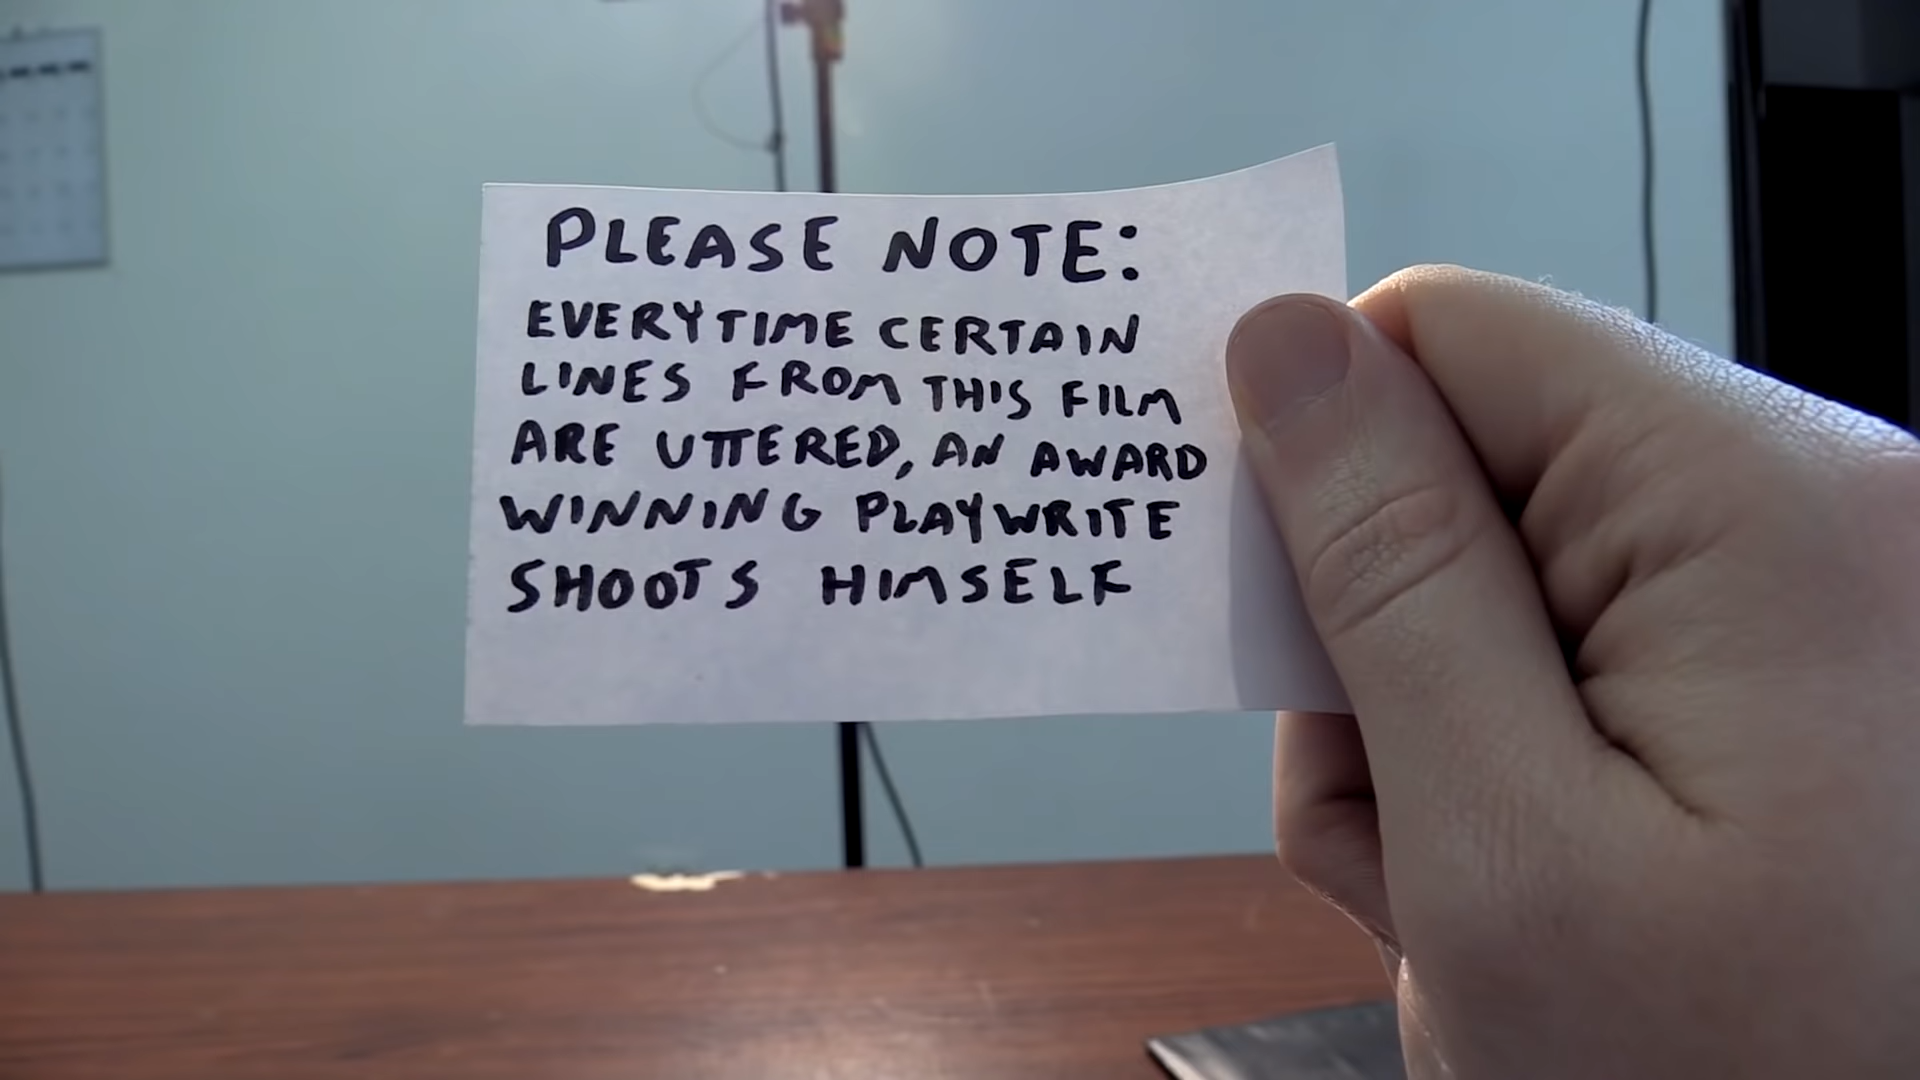 PLEASE NOTE:
EVERYTIME CERTAIN
LINES FROM THIS FILM
ARE UTTERED, AN AWARD
WINNING PLAYWRITE
SHOOTS HIMSELF